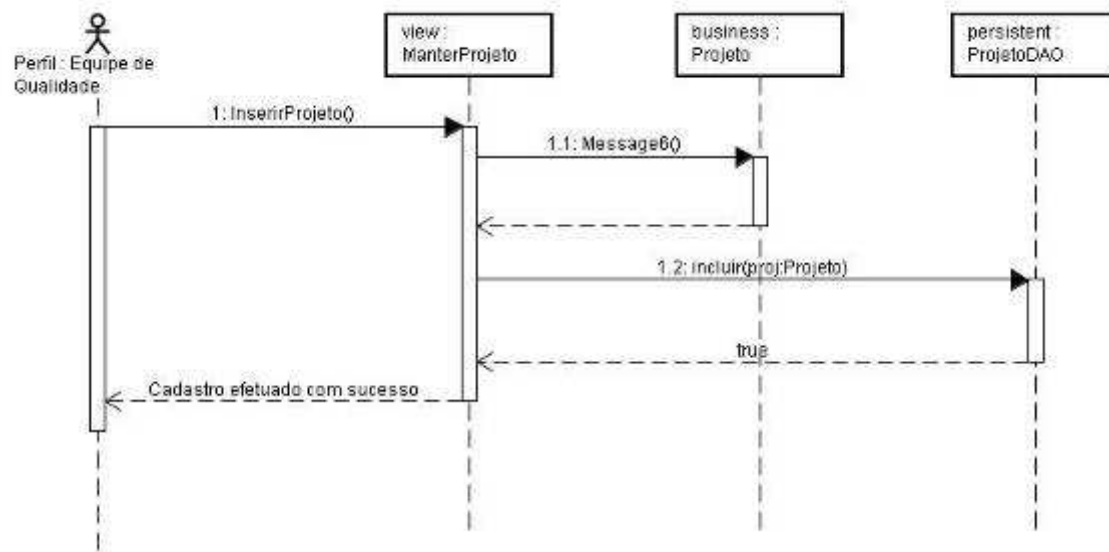 Perfil : Equipe de
Qualidade
view :
ManterProjeto
business :
Projeto
persistent :
ProjetoDAO
1: InserirProjeto()
1.1: Message6()
1.2: incluir(proj:Projeto)
true
Cadastro efetuado com sucesso